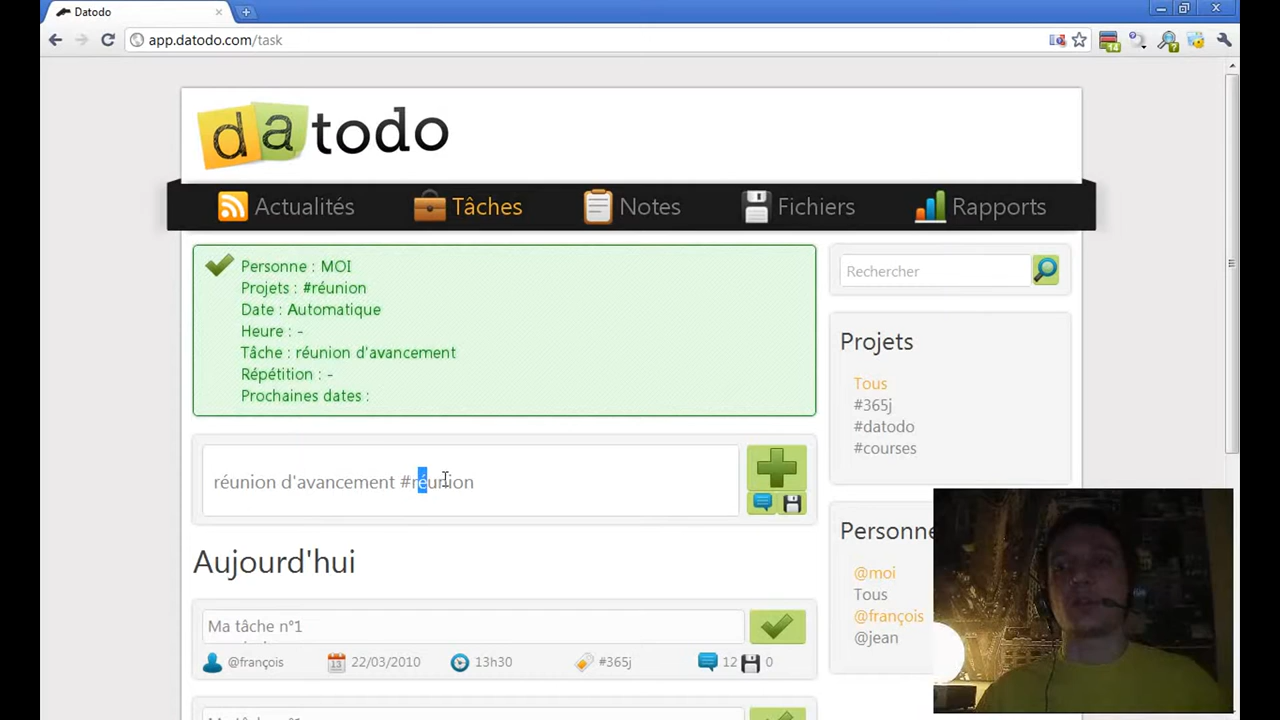 Datodo
app.datodo.com/task
14
datodo
Actualités
Tâches
Notes
Fichiers
Rapports
Personne : MOI
Projets : #réunion
Date : Automatique
Heure : -
Tâche : réunion d'avancement
Répétition : -
Prochaines dates :
Rechercher
Projets
Tous
#365j
#datodo
#courses
réunion d'avancement #réunion
Personne
@moi
Tous
@françois
@jean
Aujourd'hui
Ma tâche n°1
@françois
13
22/03/2010
13h30
#365j
12
0